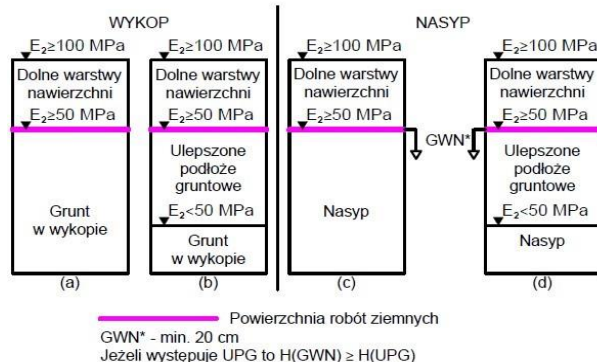 WYKOP
NASYP
E₂≥100 MPa
E₂≥100 MPa
E₂≥100 MPa
E₂≥100 MPa
Dolne warstwy
nawierzchni
Dolne warstwy
nawierzchni
Dolne warstwy
nawierzchni
Dolne warstwy
nawierzchni
E₂≥50 MPa
E₂≥50 MPa
E₂≥50 MPa
E₂≥50 MPa
GWN*
Grunt
w wykopie
Ulepszone
podłoże
gruntowe
Nasyp
Ulepszone
podłoże
gruntowe
E₂<50 MPa
E₂<50 MPa
Grunt
w wykopie
Nasyp
(a)
(b)
(c)
(d)
Powierzchnia robót ziemnych
GWN* - min. 20 cm
Jeżeli występuje UPG to H(GWN) ≥ H(UPG)